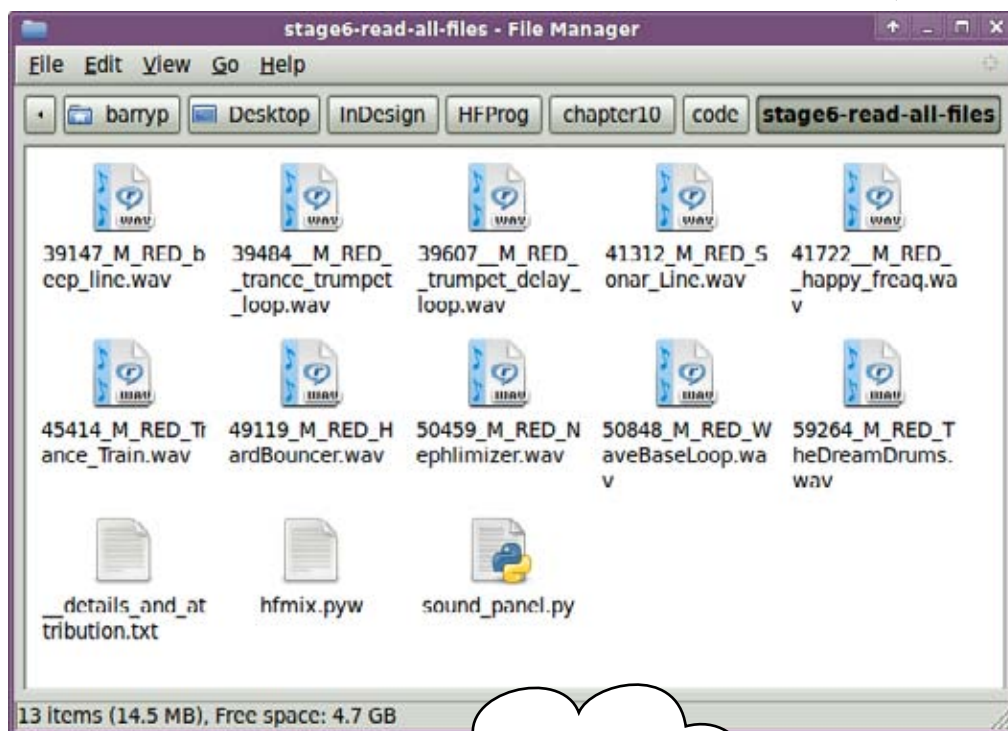 stage6-read-all-files - File Manager
File Edit View Go Help
barryp Desktop InDesign HFProg chapter10 code stage6-read-all-files
39147_M_RED_b 39484__M_RED_ 39607__M_RED_ 41312_M_RED_S 41722__M_RED_
eep_line.wav _trance_trumpet _trumpet_delay_ onar_Line.wav _happy_freaq.wa
_loop.wav loop.wav v
45414_M_RED_Tr 49119_M_RED_H 50459_M_RED_N 50848_M_RED_W 59264_M_RED_T
ance_Train.wav ardBouncer.wav ephlimizer.wav aveBaseLoop.wa heDreamDrums.
v wav
__details_and_at hfmix.pyw sound_panel.py
tribution.txt
13 items (14.5 MB), Free space: 4.7 GB